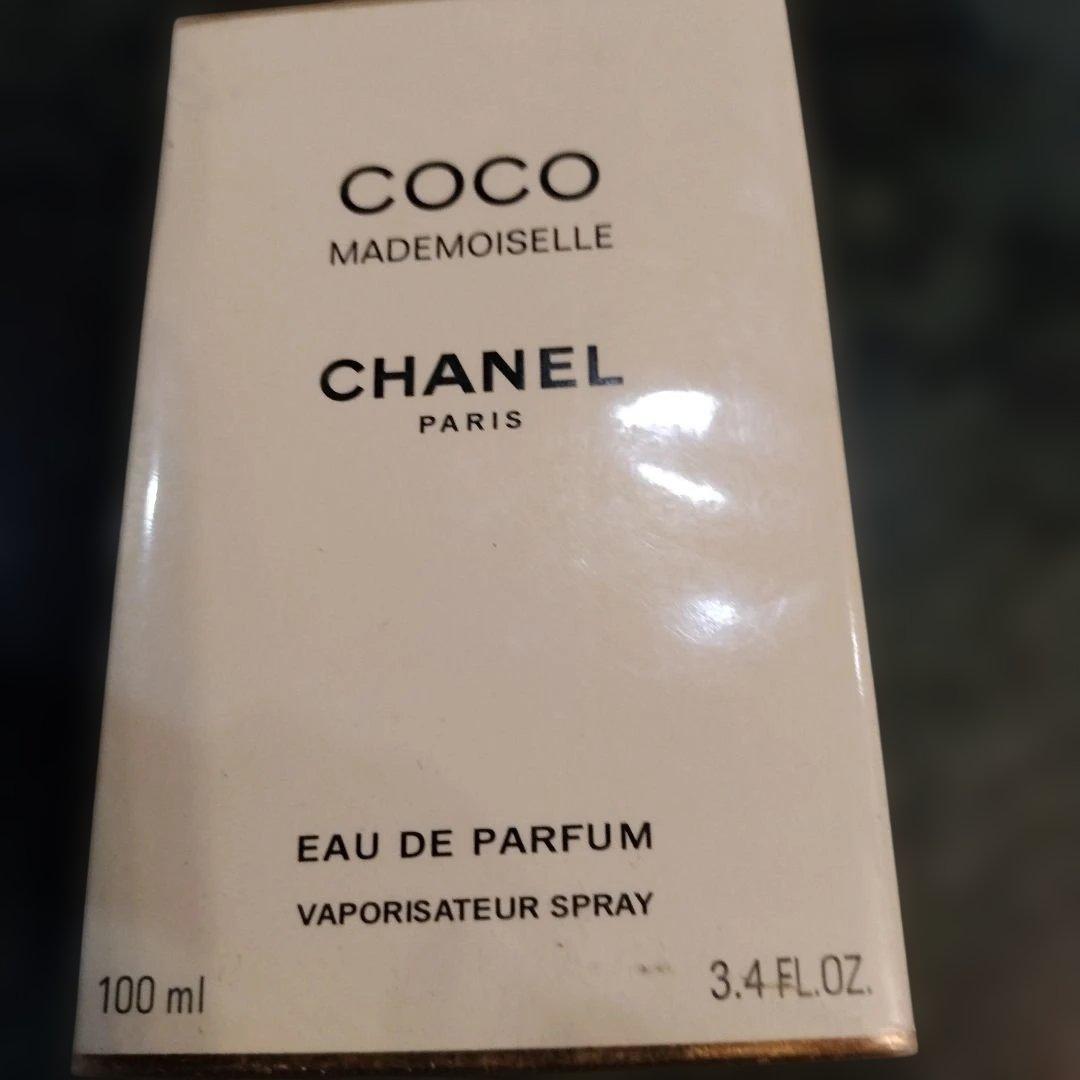 COCO
MADEMOISELLE
CHANEL
PARIS
EAU DE PARFUM
VAPORISATEUR SPRAY
100 ml 3.4 FL.OZ.